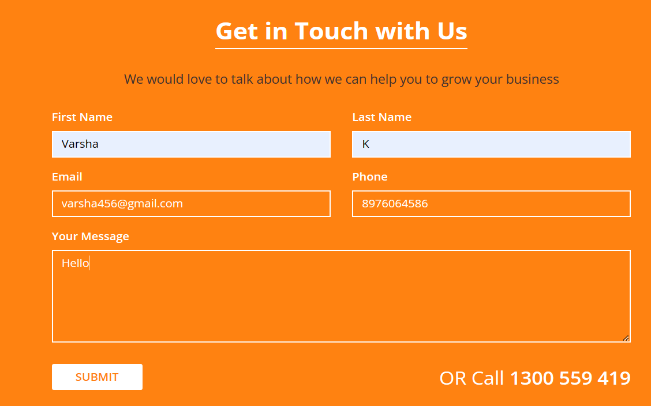 Get in Touch with Us
We would love to talk about how we can help you to grow your business
First Name Last Name
Varsha K
Email Phone
varsha456@gmail.com 8976064586
Your Message
Hello
SUBMIT OR Call 1300 559 419